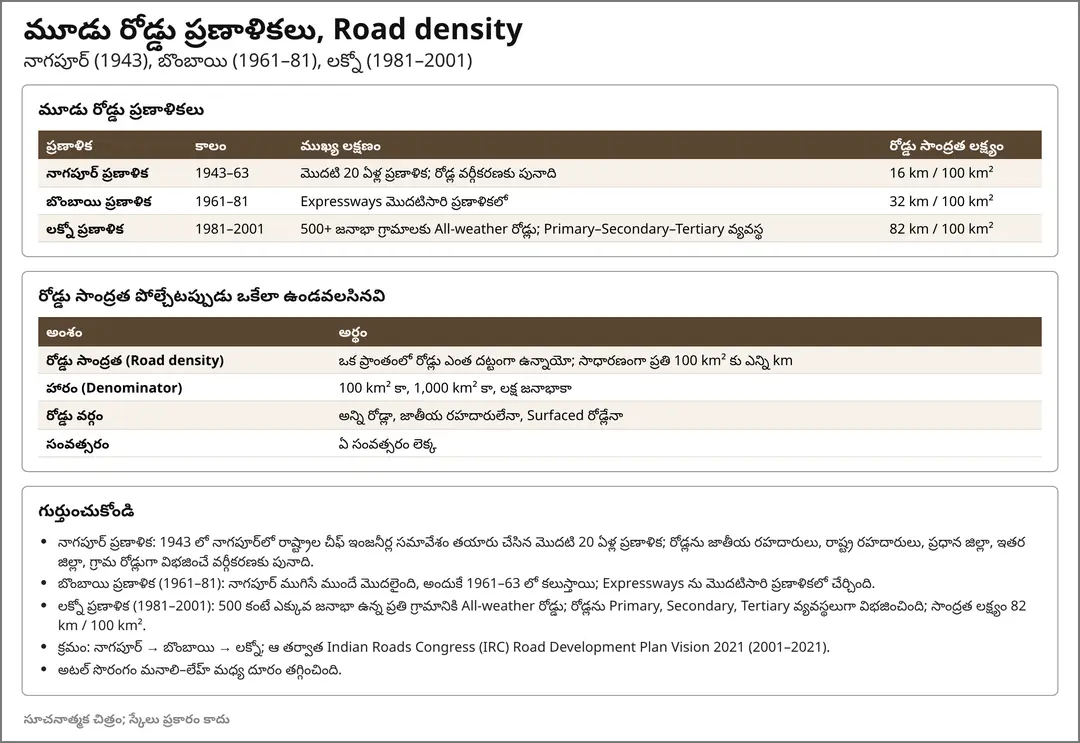 మూడు రోడ్డు ప్రణాళికలు, Road density
నాగపూర్ (1943), బొంబాయి (1961–81), లక్నో (1981–2001)
మూడు రోడ్డు ప్రణాళికలు
ప్రణాళిక కాలం ముఖ్య లక్షణం రోడ్డు సాంద్రత లక్ష్యం
నాగపూర్ ప్రణాళిక 1943–63 మొదటి 20 ఏళ్ల ప్రణాళిక; రోడ్ల వర్గీకరణకు పునాది 16 km / 100 km²
బొంబాయి ప్రణాళిక 1961–81 Expressways మొదటిసారి ప్రణాళికలో 32 km / 100 km²
లక్నో ప్రణాళిక 1981–2001 500+ జనాభా గ్రామాలకు All-weather రోడ్లు; Primary–Secondary–Tertiary వ్యవస్థ 82 km / 100 km²
రోడ్డు సాంద్రత పోల్చేటప్పుడు ఒకేలా ఉండవలసినవి
అంశం అర్థం
రోడ్డు సాంద్రత (Road density) ఒక ప్రాంతంలో రోడ్లు ఎంత దట్టంగా ఉన్నాయో; సాధారణంగా ప్రతి 100 km² కు ఎన్ని km
హారం (Denominator) 100 km² కా, 1,000 km² కా, లక్ష జనాభాకా
రోడ్డు వర్గం అన్ని రోడ్లా, జాతీయ రహదారులేనా, Surfaced రోడ్లేనా
సంవత్సరం ఏ సంవత్సరం లెక్క
గుర్తుంచుకోండి
• నాగపూర్ ప్రణాళిక: 1943 లో నాగపూర్‌లో రాష్ట్రాల చీఫ్ ఇంజనీర్ల సమావేశం తయారు చేసిన మొదటి 20 ఏళ్ల ప్రణాళిక; రోడ్లను జాతీయ రహదారులు, రాష్ట్ర రహదారులు, ప్రధాన జిల్లా, ఇతర
జిల్లా, గ్రామ రోడ్లుగా విభజించే వర్గీకరణకు పునాది.
• బొంబాయి ప్రణాళిక (1961–81): నాగపూర్ ముగిసే ముందే మొదలైంది, అందుకే 1961–63 లో కలుస్తాయి; Expressways ను మొదటిసారి ప్రణాళికలో చేర్చింది.
• లక్నో ప్రణాళిక (1981–2001): 500 కంటే ఎక్కువ జనాభా ఉన్న ప్రతి గ్రామానికి All-weather రోడ్డు; రోడ్లను Primary, Secondary, Tertiary వ్యవస్థలుగా విభజించింది; సాంద్రత లక్ష్యం 82
km / 100 km².
• క్రమం: నాగపూర్ → బొంబాయి → లక్నో; ఆ తర్వాత Indian Roads Congress (IRC) Road Development Plan Vision 2021 (2001–2021).
• అటల్ సొరంగం మనాలి–లేహ్ మధ్య దూరం తగ్గించింది.
సూచనాత్మక చిత్రం; స్కేలు ప్రకారం కాదు